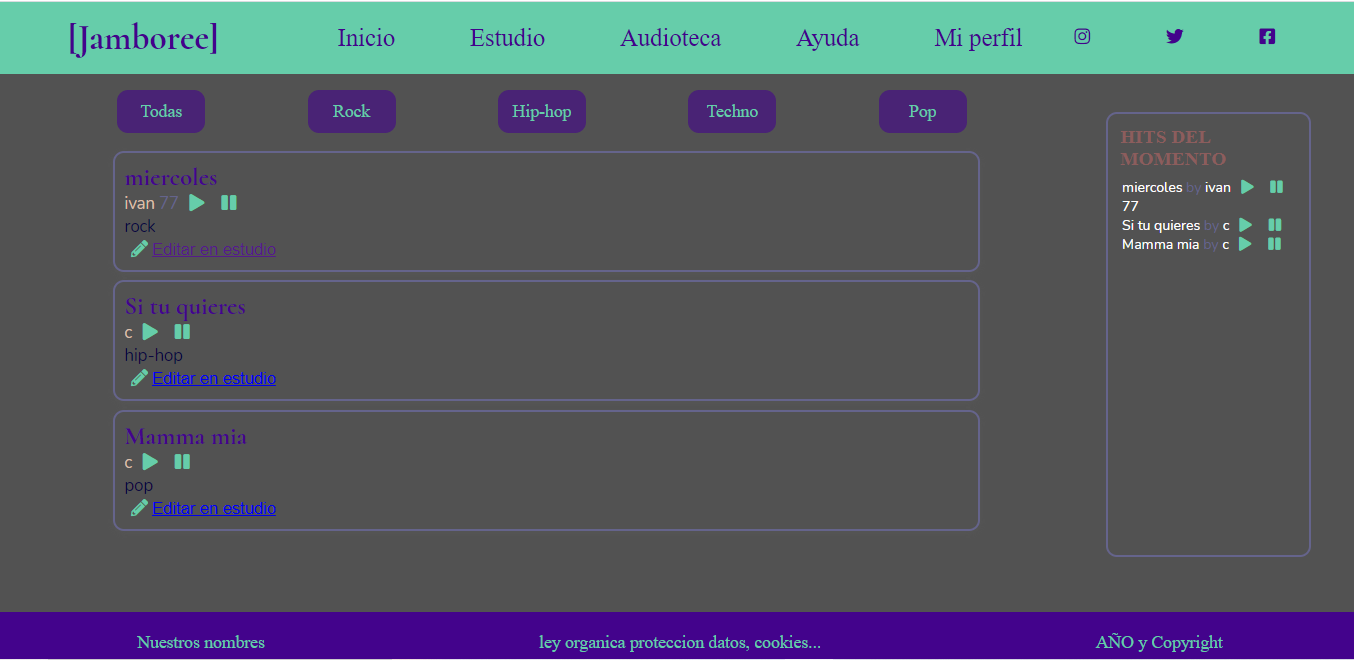 [Jamboree] Inicio Estudio Audioteca Ayuda Mi perfil
Todas Rock Hip-hop Techno Pop
miercoles
ivan 77
rock
Editar en estudio
Si tu quieres
c
hip-hop
Editar en estudio
Mamma mia
c
pop
Editar en estudio
HITS DEL
MOMENTO
miercoles by ivan
77
Si tu quieres by c
Mamma mia by c
Nuestros nombres ley organica proteccion datos, cookies... AÑO y Copyright